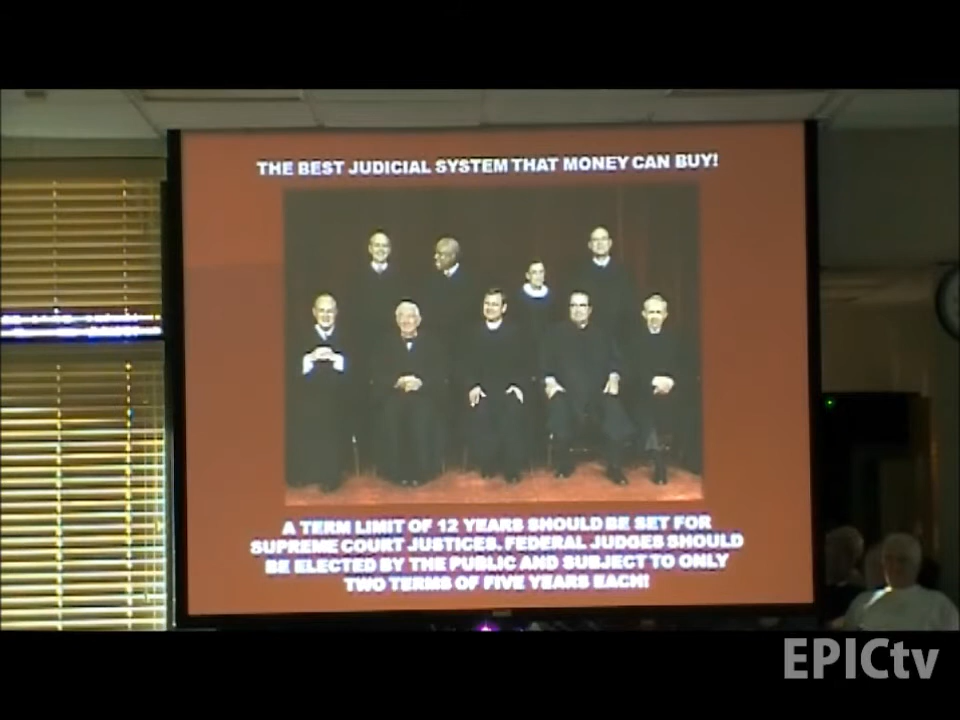 THE BEST JUDICIAL SYSTEM THAT MONEY CAN BUY!
A TERM LIMIT OF 12 YEARS SHOULD BE SET FOR
SUPREME COURT JUSTICES. FEDERAL JUDGES SHOULD
BE ELECTED BY THE PUBLIC AND SUBJECT TO ONLY
TWO TERMS OF FIVE YEARS EACH!
EPICtv